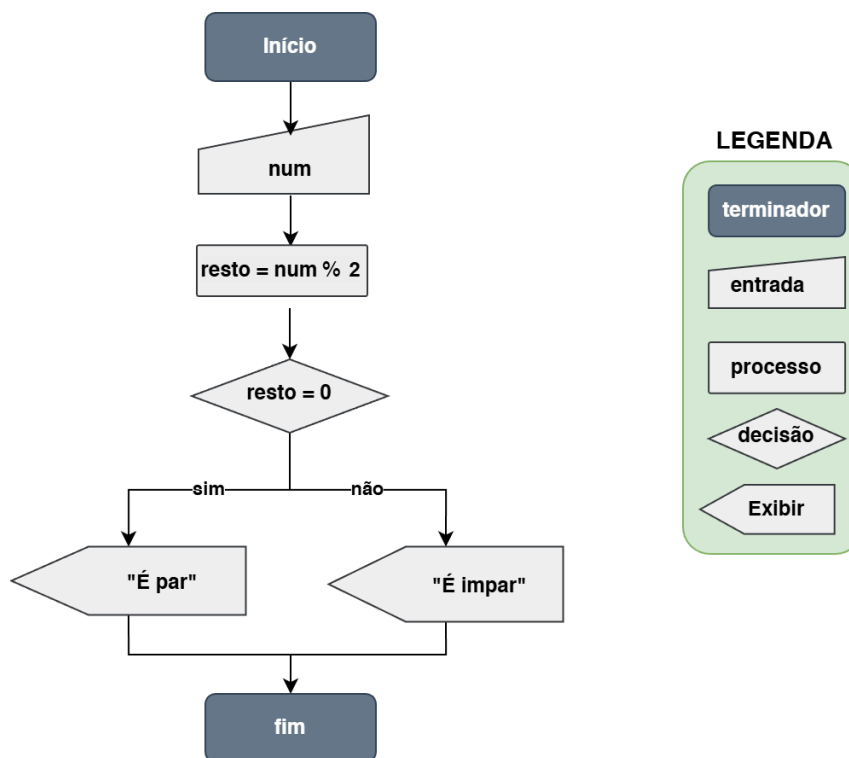 Início
num
resto = num % 2
resto = 0
sim
não
"É par"
"É impar"
fim
LEGENDA
terminador
entrada
processo
decisão
Exibir